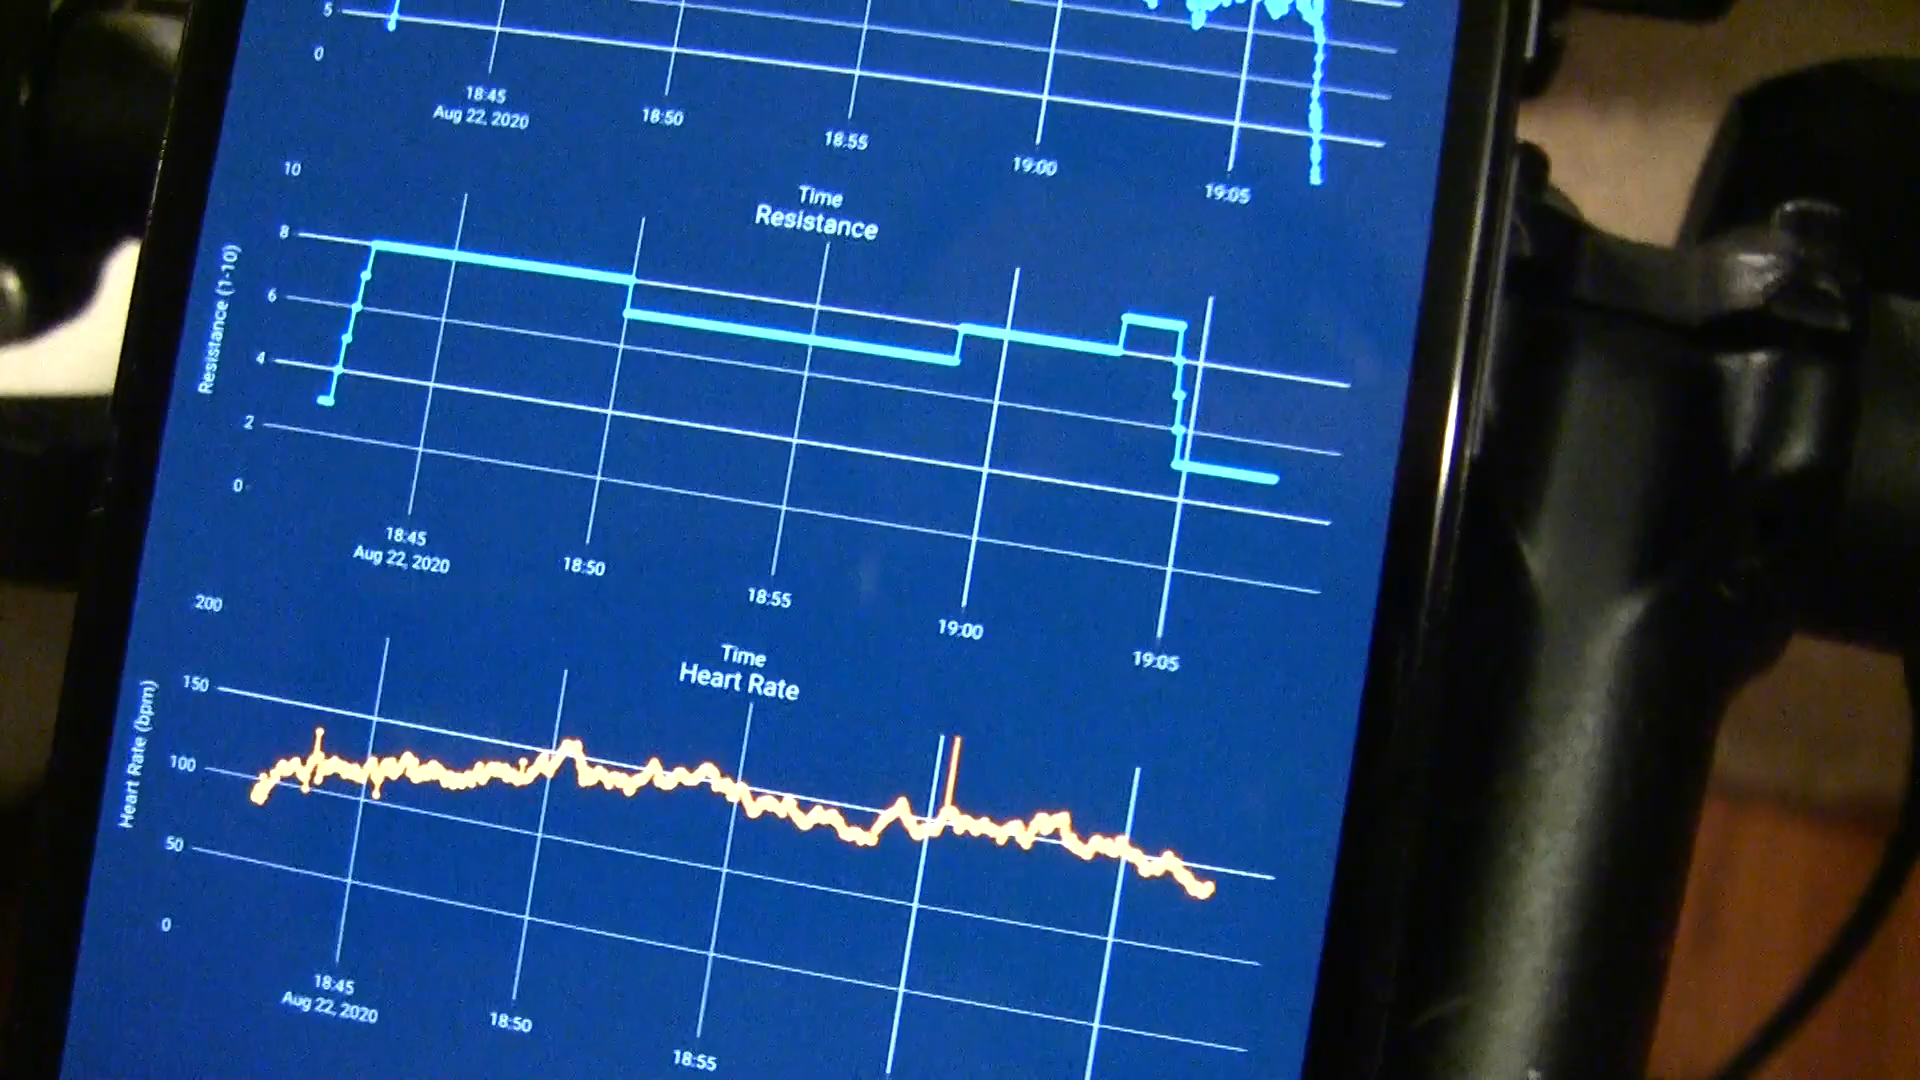 5
0
18:45
Aug 22, 2020
18:50
18:55
19:00
19:05
Time
Resistance
Resistance (1-10)
10
8
6
4
2
0
18:45
Aug 22, 2020
18:50
18:55
19:00
19:05
Time
Heart Rate
Heart Rate (bpm)
200
150
100
50
0
18:45
Aug 22, 2020
18:50
18:55